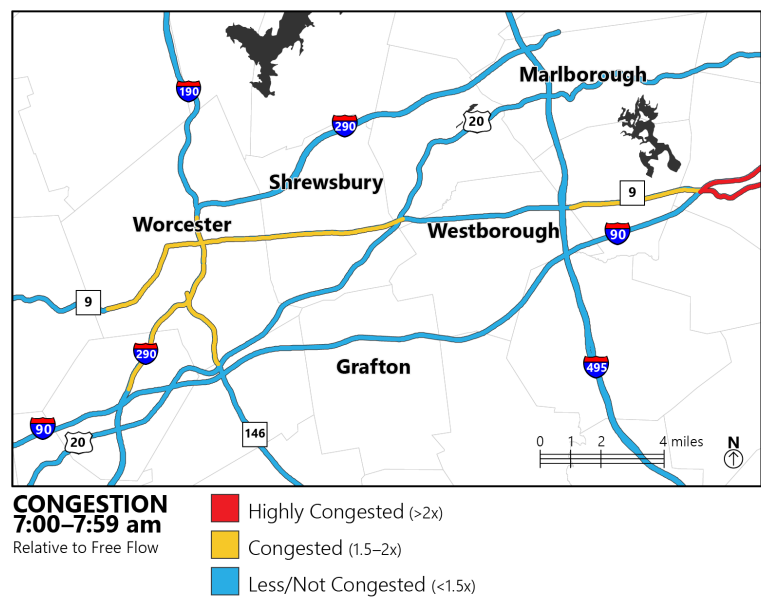 Marlborough
190
20
290
Shrewsbury
9
Worcester
Westborough
90
9
290
Grafton
495
90
20
146
0 1 2 4 miles
N
CONGESTION
7:00–7:59 am
Relative to Free Flow
Highly Congested (>2x)
Congested (1.5–2x)
Less/Not Congested (<1.5x)